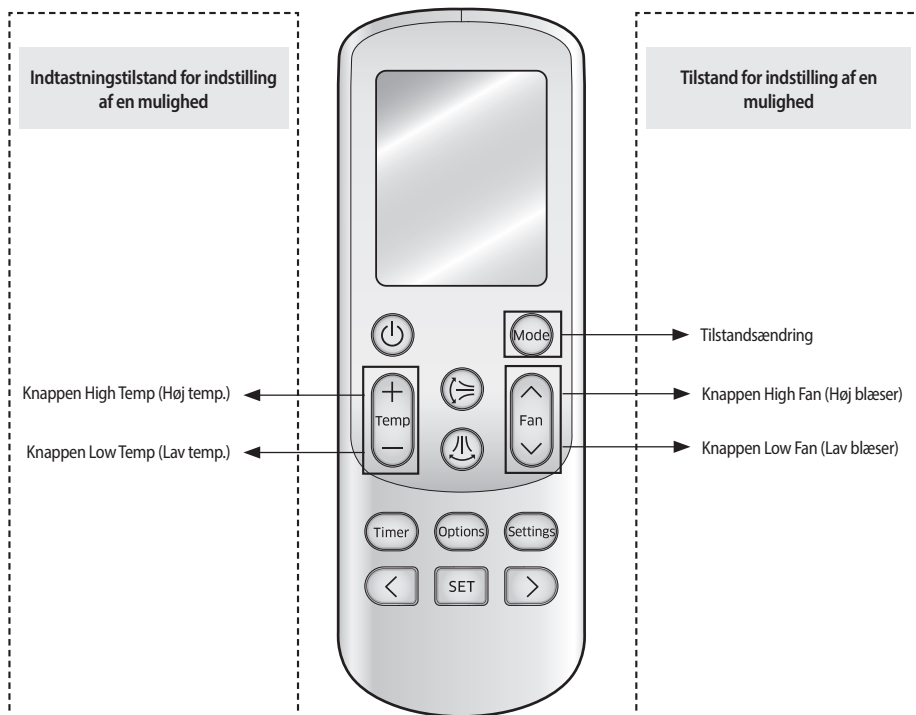 Indtastningstilstand for indstilling
af en mulighed
Tilstand for indstilling af en
mulighed
Mode
Tilstandsændring
Knappen High Temp (Høj temp.)
Temp
Fan
Knappen High Fan (Høj blæser)
Knappen Low Temp (Lav temp.)
Knappen Low Fan (Lav blæser)
Timer
Options
Settings
SET